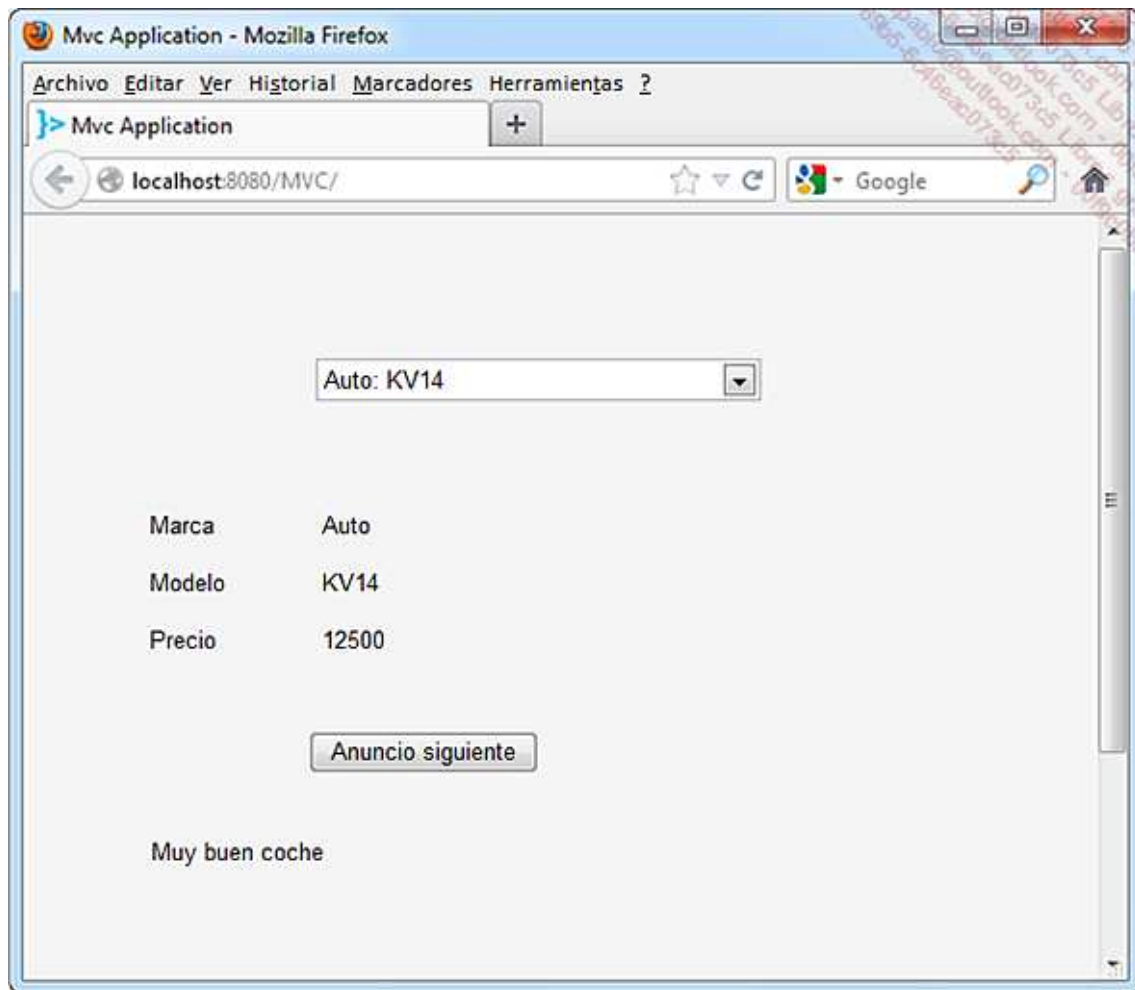 Mvc Application - Mozilla Firefox
Archivo Editar Ver Historial Marcadores Herramientas ?
}> Mvc Application +
localhost:8080/MVC/ Google
Auto: KV14
Marca Auto
Modelo KV14
Precio 12500
Anuncio siguiente
Muy buen coche